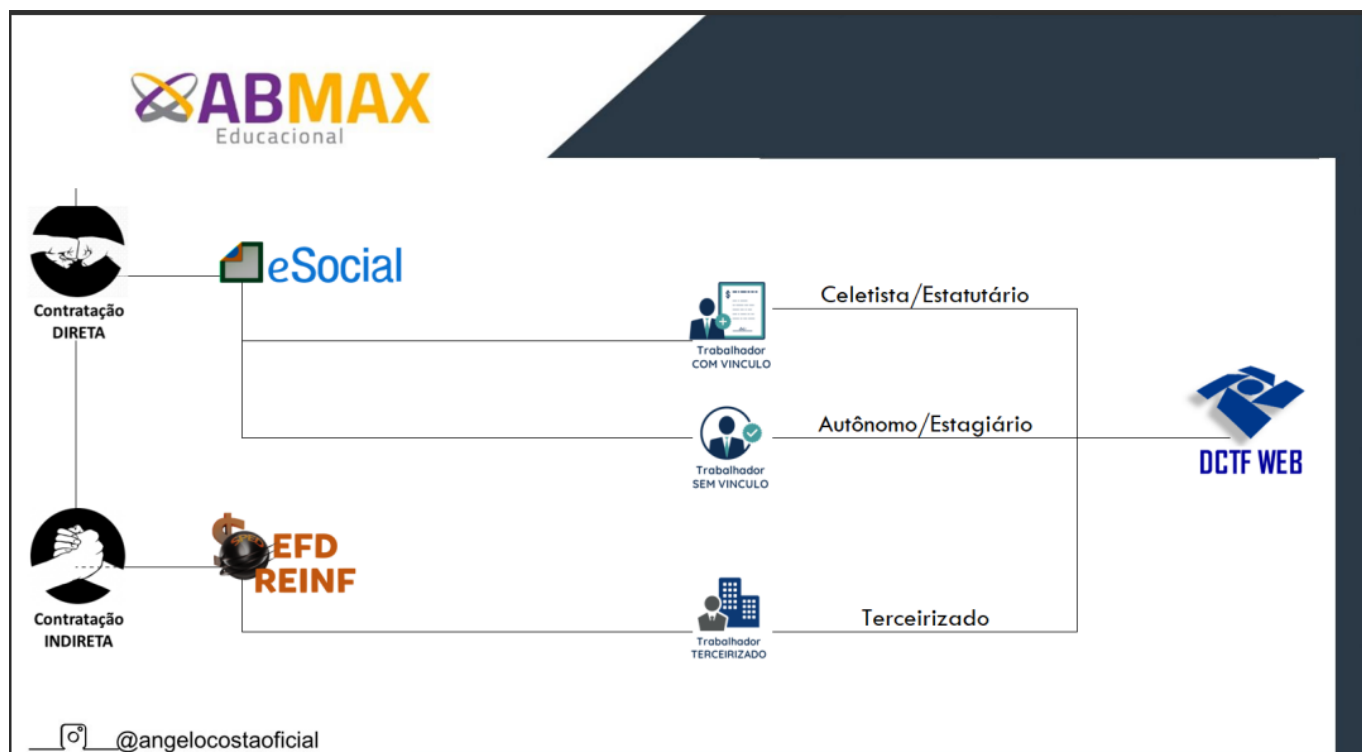 ABMAX
Educacional
Contratação
DIRETA
eSocial
Trabalhador
COM VINCULO
Celetista/Estatutário
Trabalhador
SEM VINCULO
Autônomo/Estagiário
DCTF WEB
Contratação
INDIRETA
SPED
EFD
REINF
Trabalhador
TERCEIRIZADO
Terceirizado
@angelocostaoficial